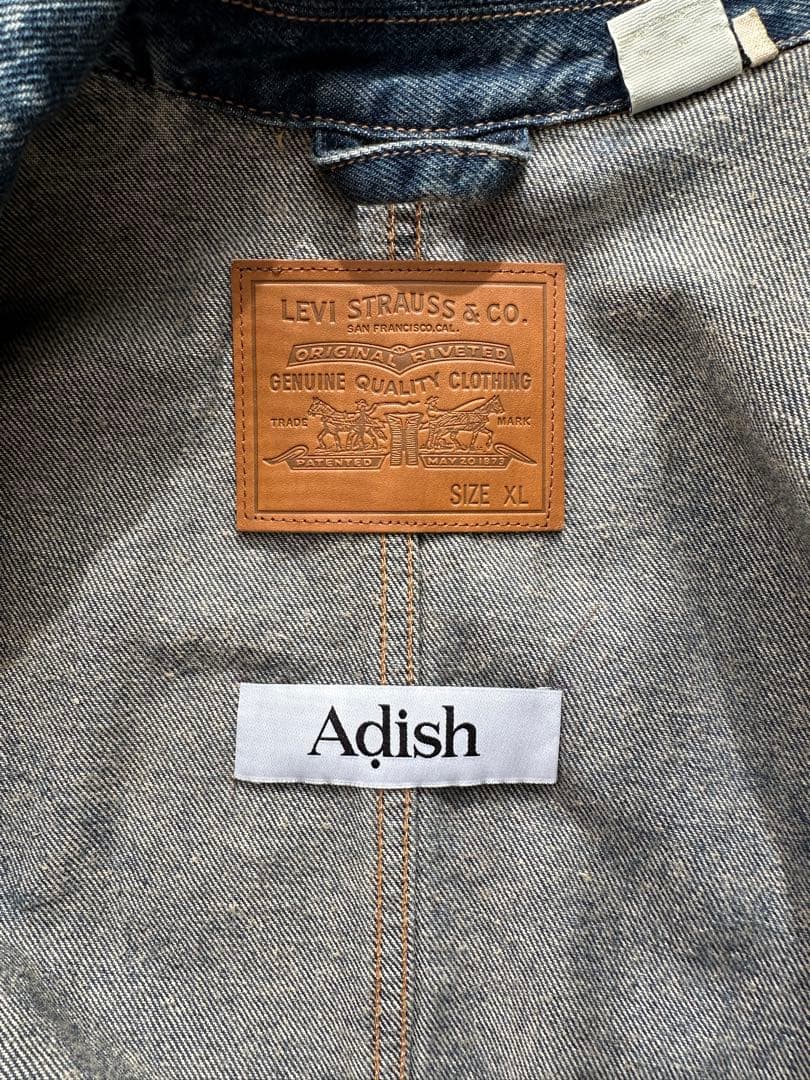 LEVI STRAUSS & CO.
SAN FRANCISCO, CAL.
ORIGINAL RIVETED
GENUINE QUALITY CLOTHING
TRADE MARK
PATENTED MAY 20 1873
SIZE XL
Aḍish